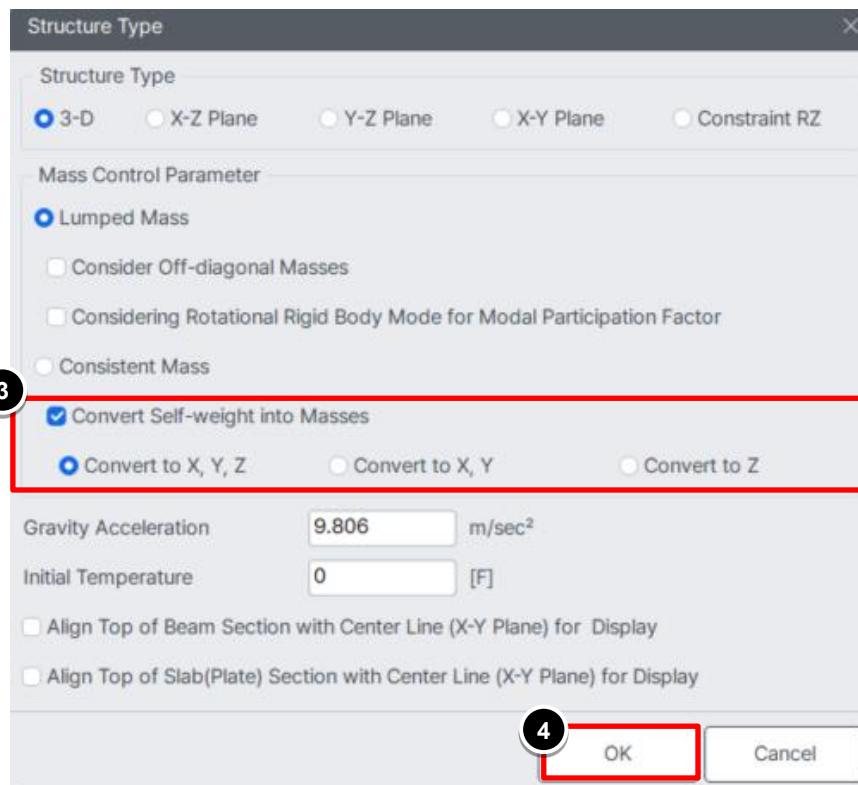 Structure Type
Structure Type
3-D X-Z Plane Y-Z Plane X-Y Plane Constraint RZ
Mass Control Parameter
Lumped Mass
Consider Off-diagonal Masses
Considering Rotational Rigid Body Mode for Modal Participation Factor
Consistent Mass
3
Convert Self-weight into Masses
Convert to X, Y, Z Convert to X, Y Convert to Z
Gravity Acceleration 9.806 m/sec²
Initial Temperature 0 [F]
Align Top of Beam Section with Center Line (X-Y Plane) for Display
Align Top of Slab(Plate) Section with Center Line (X-Y Plane) for Display
4
OK Cancel